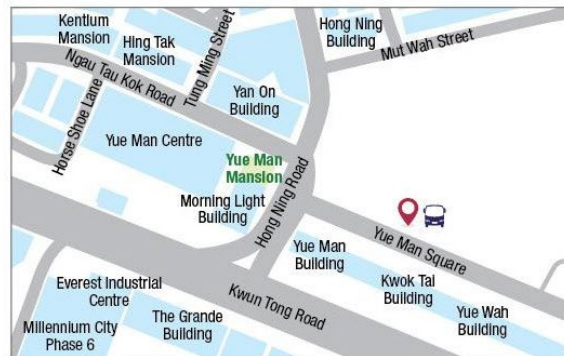 Kentlum
Mansion
Hing Tak
Mansion
Tung Ming Street
Hong Ning
Building
Mut Wah Street
Ngau Tau Kok Road
Yan On
Building
Horse Shoe Lane
Yue Man Centre
Yue Man
Mansion
Morning Light
Building
Hong Ning Road
Yue Man
Building
Yue Man Square
Kwok Tai
Building
Yue Wah
Building
Everest Industrial
Centre
Kwun Tong Road
Millennium City
Phase 6
The Grande
Building